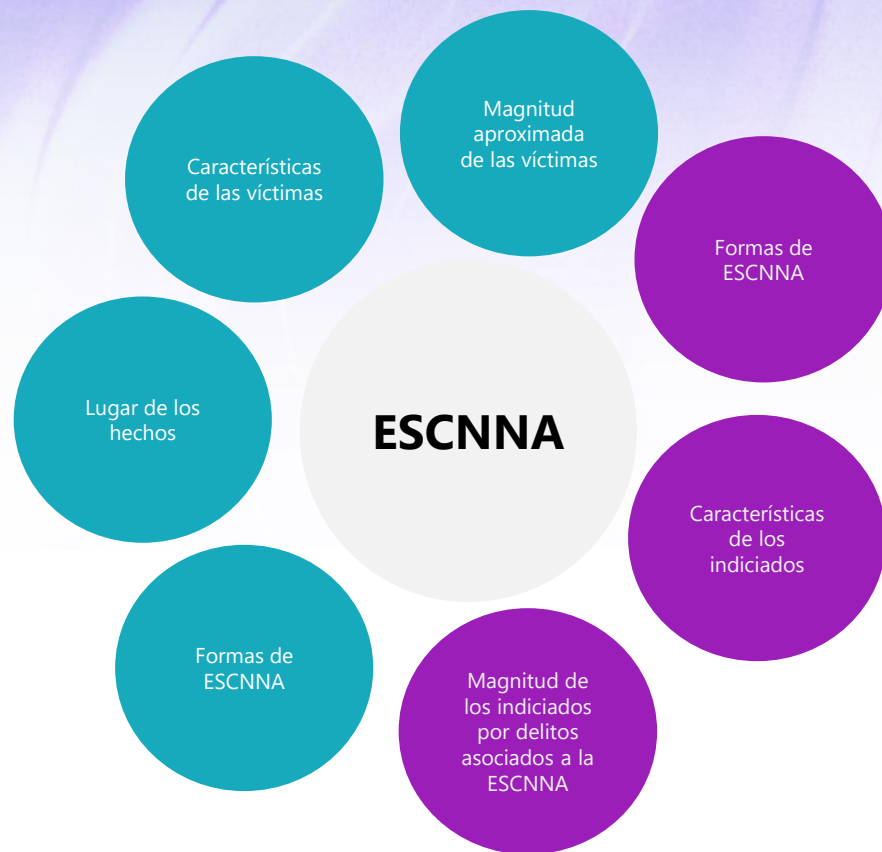 Magnitud
aproximada
de las víctimas
Características
de las víctimas
Formas de
ESCNNA
Lugar de los
hechos
ESCNNA
Características
de los
indiciados
Formas de
ESCNNA
Magnitud de
los indiciados
por delitos
asociados a la
ESCNNA